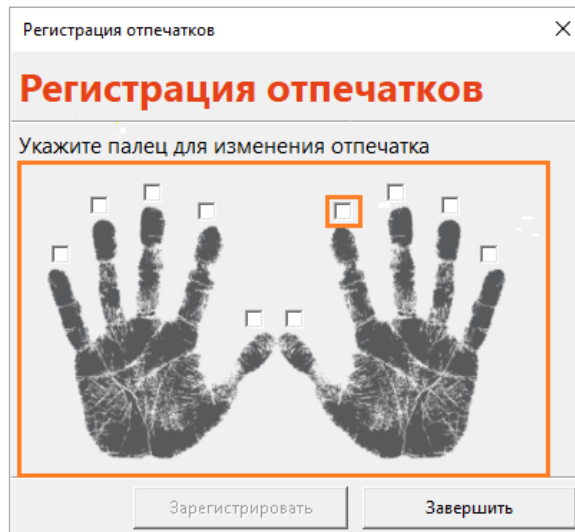 Регистрация отпечатков
Регистрация отпечатков
Укажите палец для изменения отпечатка
Зарегистрировать
Завершить